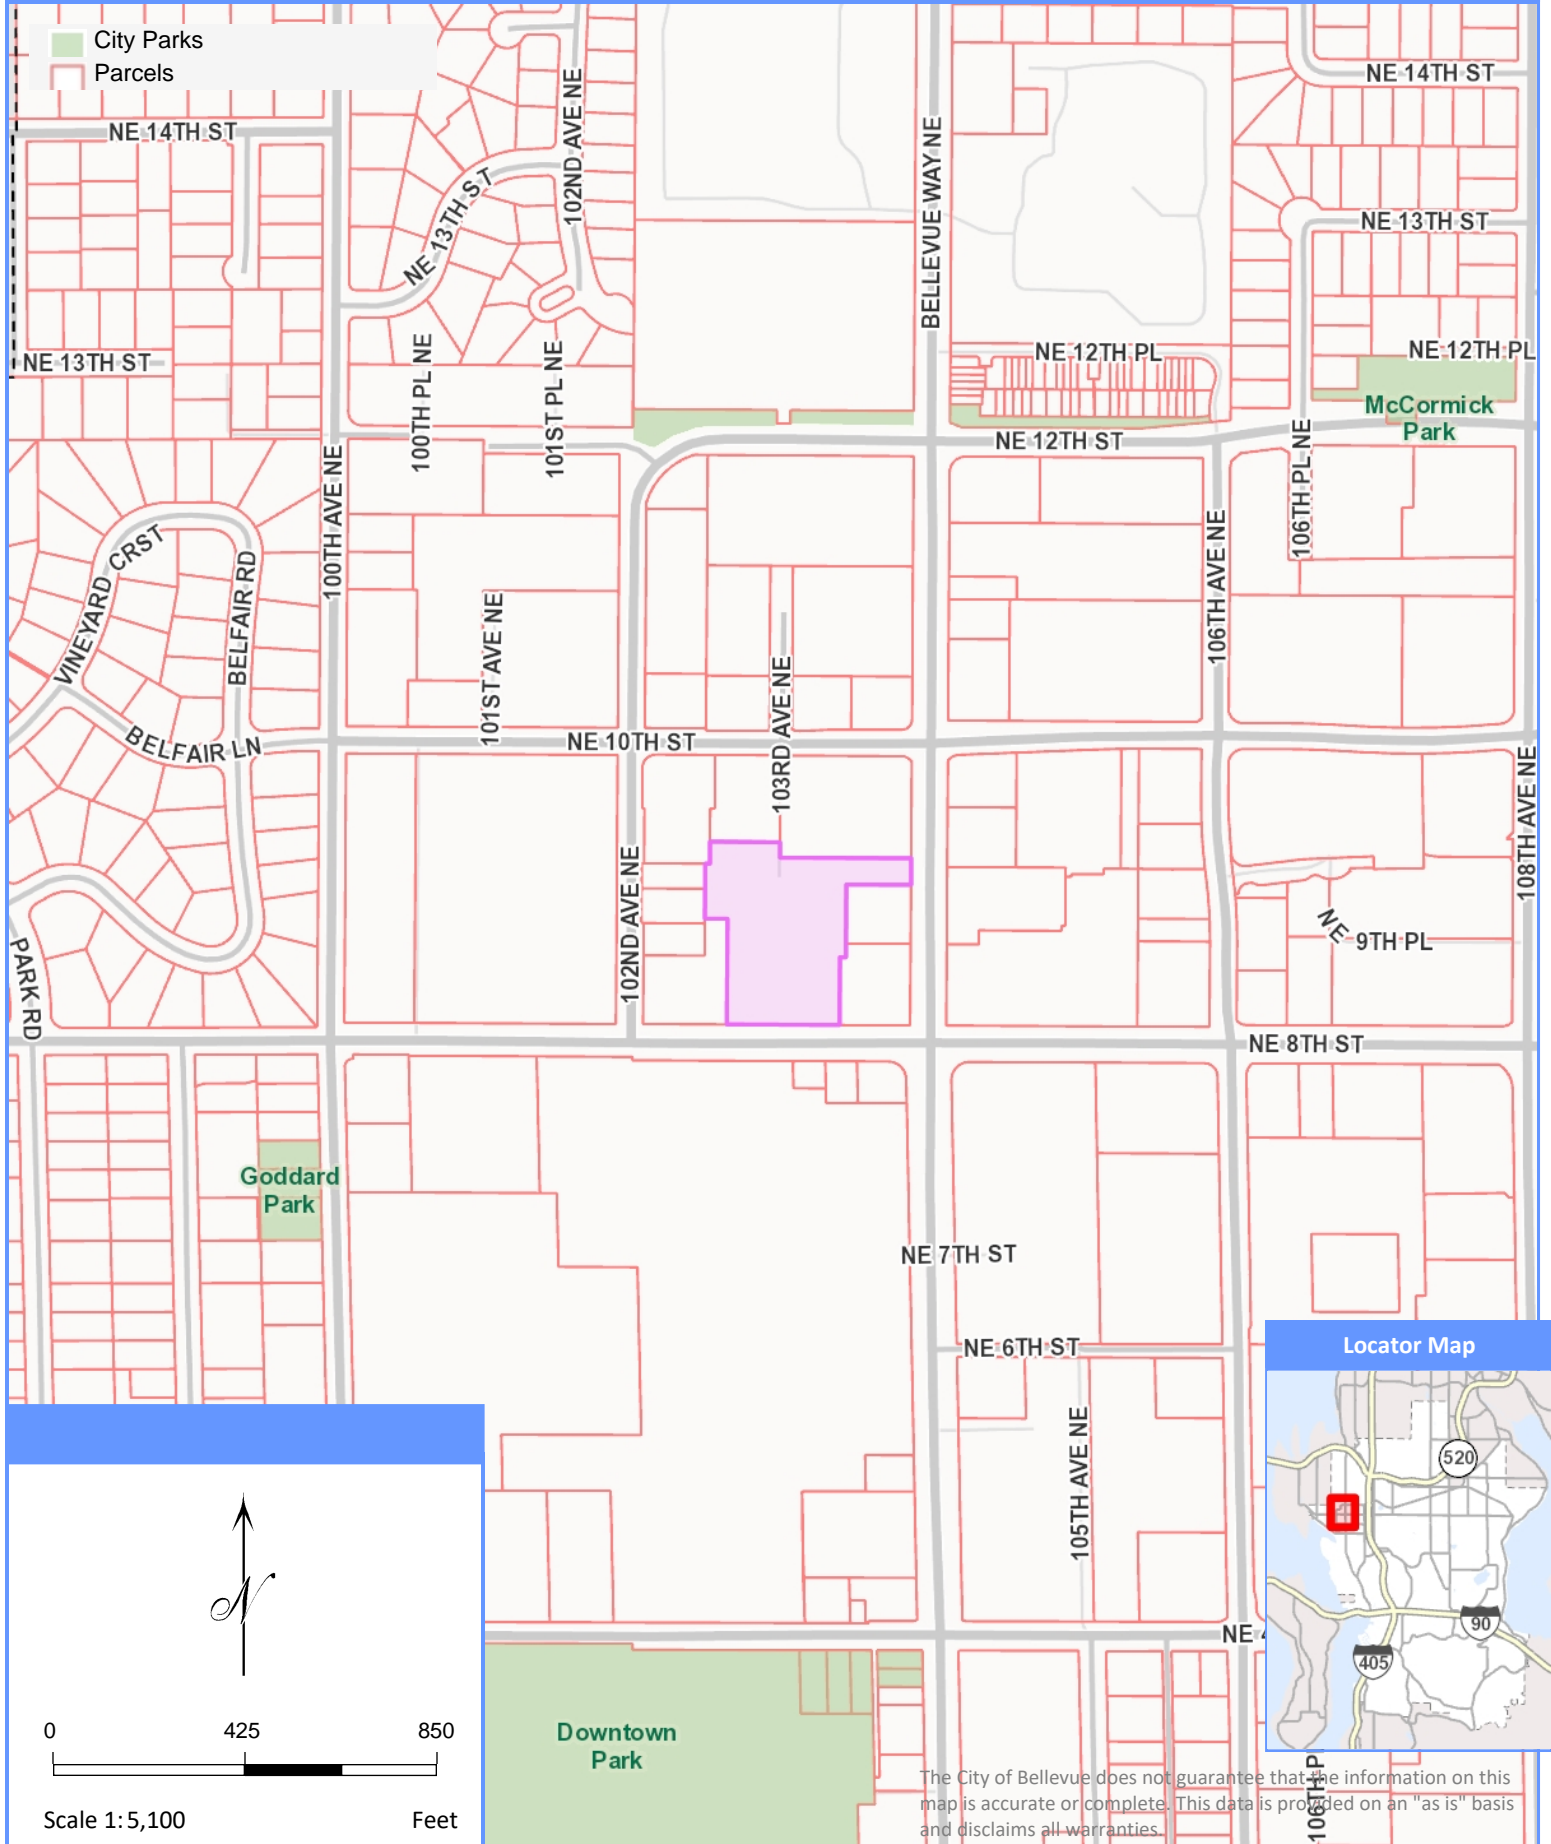 City Parks
Parcels
NE 14TH ST
NE 14TH ST
102ND AVE NE
NE 13TH ST
BELLEVUE WAY NE
NE 13TH ST
NE 13TH ST
100TH PL NE
101ST PL NE
NE 12TH PL
NE 12TH PL
McCormick
Park
NE 12TH ST
100TH AVE NE
106TH PL NE
VINEYARD CRST
BELFAIR RD
101ST AVE NE
103RD AVE NE
106TH AVE NE
BELFAIR LN
NE 10TH ST
108TH AVE NE
102ND AVE NE
NE 9TH PL
PARK RD
NE 8TH ST
Goddard
Park
NE 7TH ST
NE 6TH ST
105TH AVE NE
Locator Map
520
90
405
N
0 425 850
Scale 1: 5,100 Feet
NE 4
Downtown
Park
106TH P
The City of Bellevue does not guarantee that the information on this
map is accurate or complete. This data is provided on an "as is" basis
and disclaims all warranties.